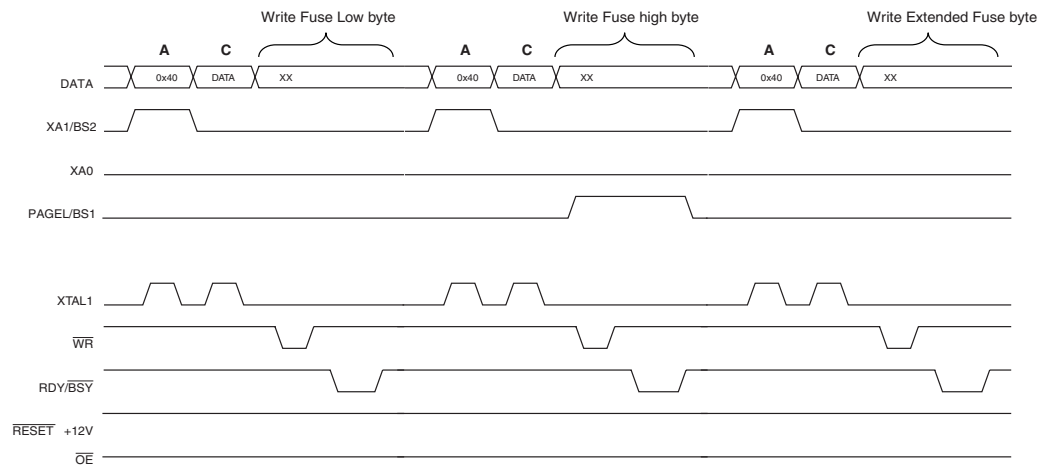 Write Fuse Low byte Write Fuse high byte Write Extended Fuse byte
A C A C A C
DATA 0x40 DATA XX 0x40 DATA XX 0x40 DATA XX
XA1/BS2
XA0
PAGEL/BS1
XTAL1
WR
RDY/BSY
RESET +12V
OE